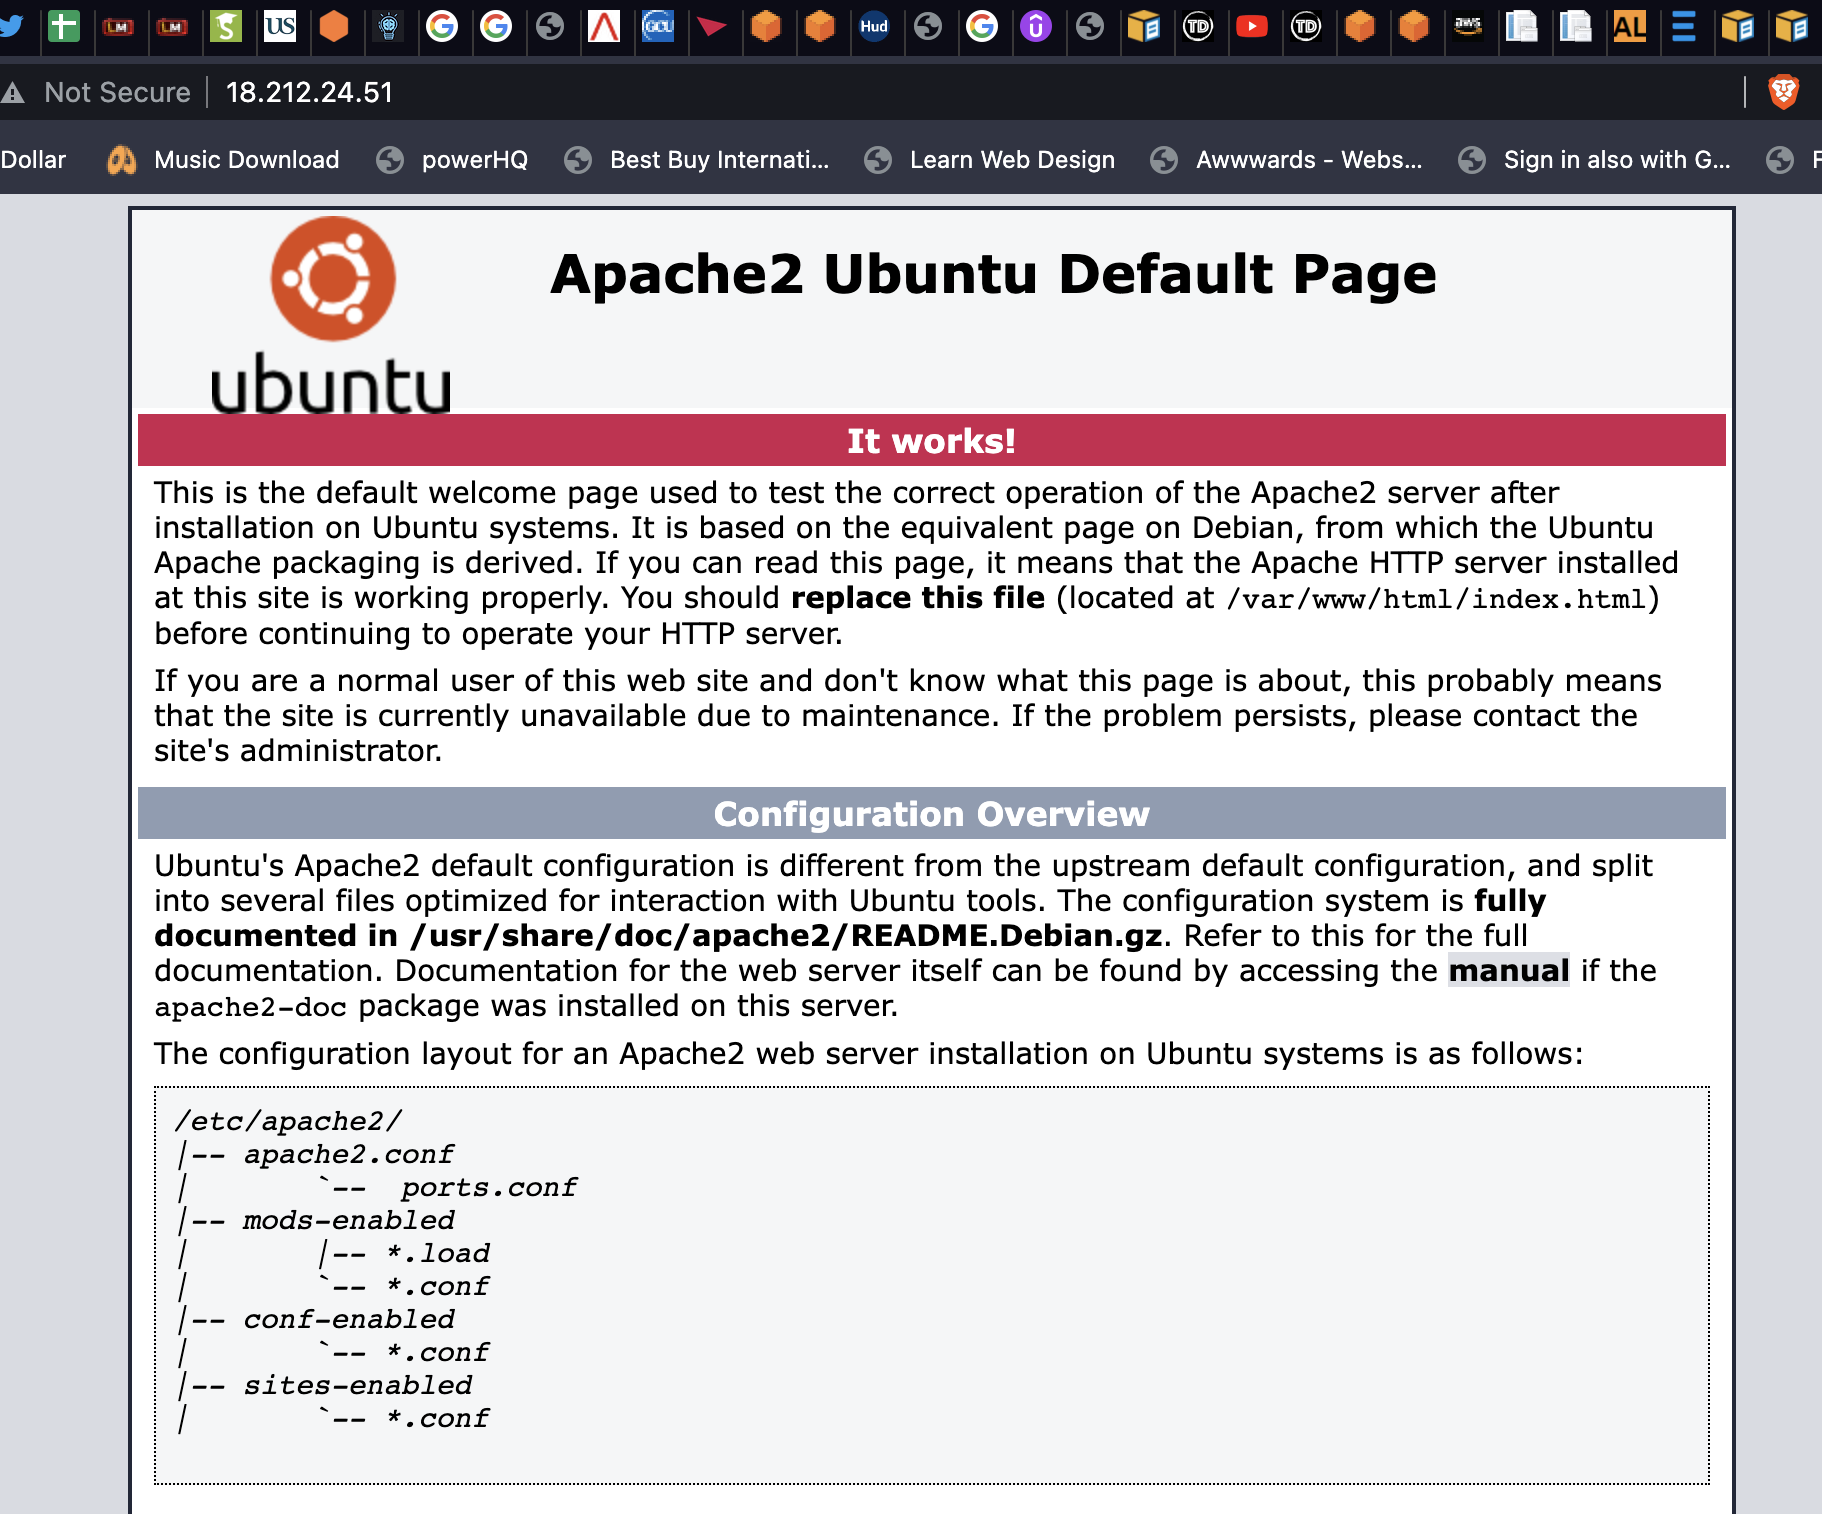 LM LM S US GCU Hud TD TD aws AL
Not Secure 18.212.24.51
Dollar Music Download powerHQ Best Buy Internati... Learn Web Design Awwwards - Webs... Sign in also with G... F
ubuntu
Apache2 Ubuntu Default Page
It works!
This is the default welcome page used to test the correct operation of the Apache2 server after
installation on Ubuntu systems. It is based on the equivalent page on Debian, from which the Ubuntu
Apache packaging is derived. If you can read this page, it means that the Apache HTTP server installed
at this site is working properly. You should replace this file (located at /var/www/html/index.html)
before continuing to operate your HTTP server.
If you are a normal user of this web site and don't know what this page is about, this probably means
that the site is currently unavailable due to maintenance. If the problem persists, please contact the
site's administrator.
Configuration Overview
Ubuntu's Apache2 default configuration is different from the upstream default configuration, and split
into several files optimized for interaction with Ubuntu tools. The configuration system is fully
documented in /usr/share/doc/apache2/README.Debian.gz. Refer to this for the full
documentation. Documentation for the web server itself can be found by accessing the manual if the
apache2-doc package was installed on this server.
The configuration layout for an Apache2 web server installation on Ubuntu systems is as follows:
/etc/apache2/
|-- apache2.conf
|       `--  ports.conf
|-- mods-enabled
|       |-- *.load
|       `-- *.conf
|-- conf-enabled
|       `-- *.conf
|-- sites-enabled
|       `-- *.conf